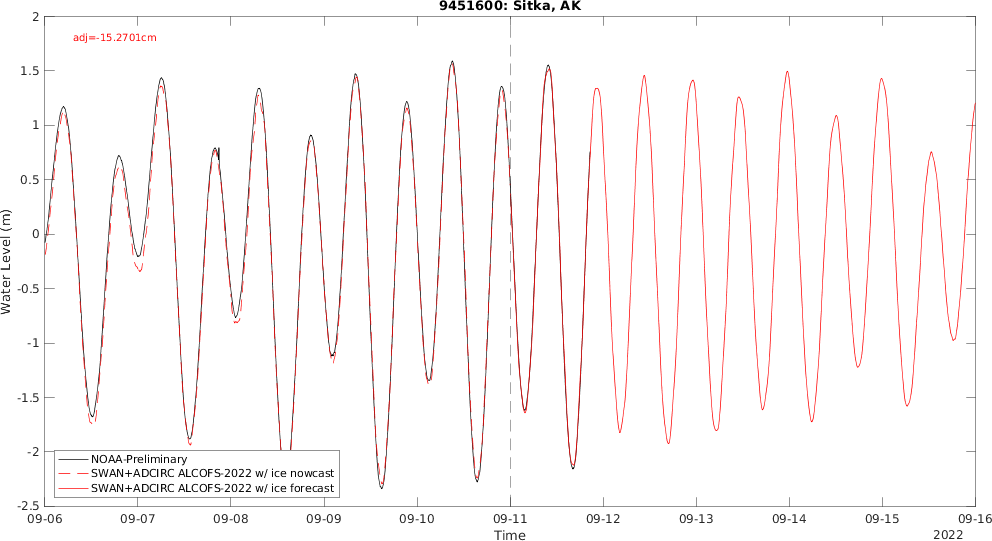 9451600: Sitka, AK
adj=-15.2701cm
2
1.5
1
0.5
0
-0.5
-1
-1.5
-2
-2.5
Water Level (m)
NOAA-Preliminary
SWAN+ADCIRC ALCOFS-2022 w/ ice nowcast
SWAN+ADCIRC ALCOFS-2022 w/ ice forecast
09-06 09-07 09-08 09-09 09-10 09-11 09-12 09-13 09-14 09-15 09-16
Time
2022